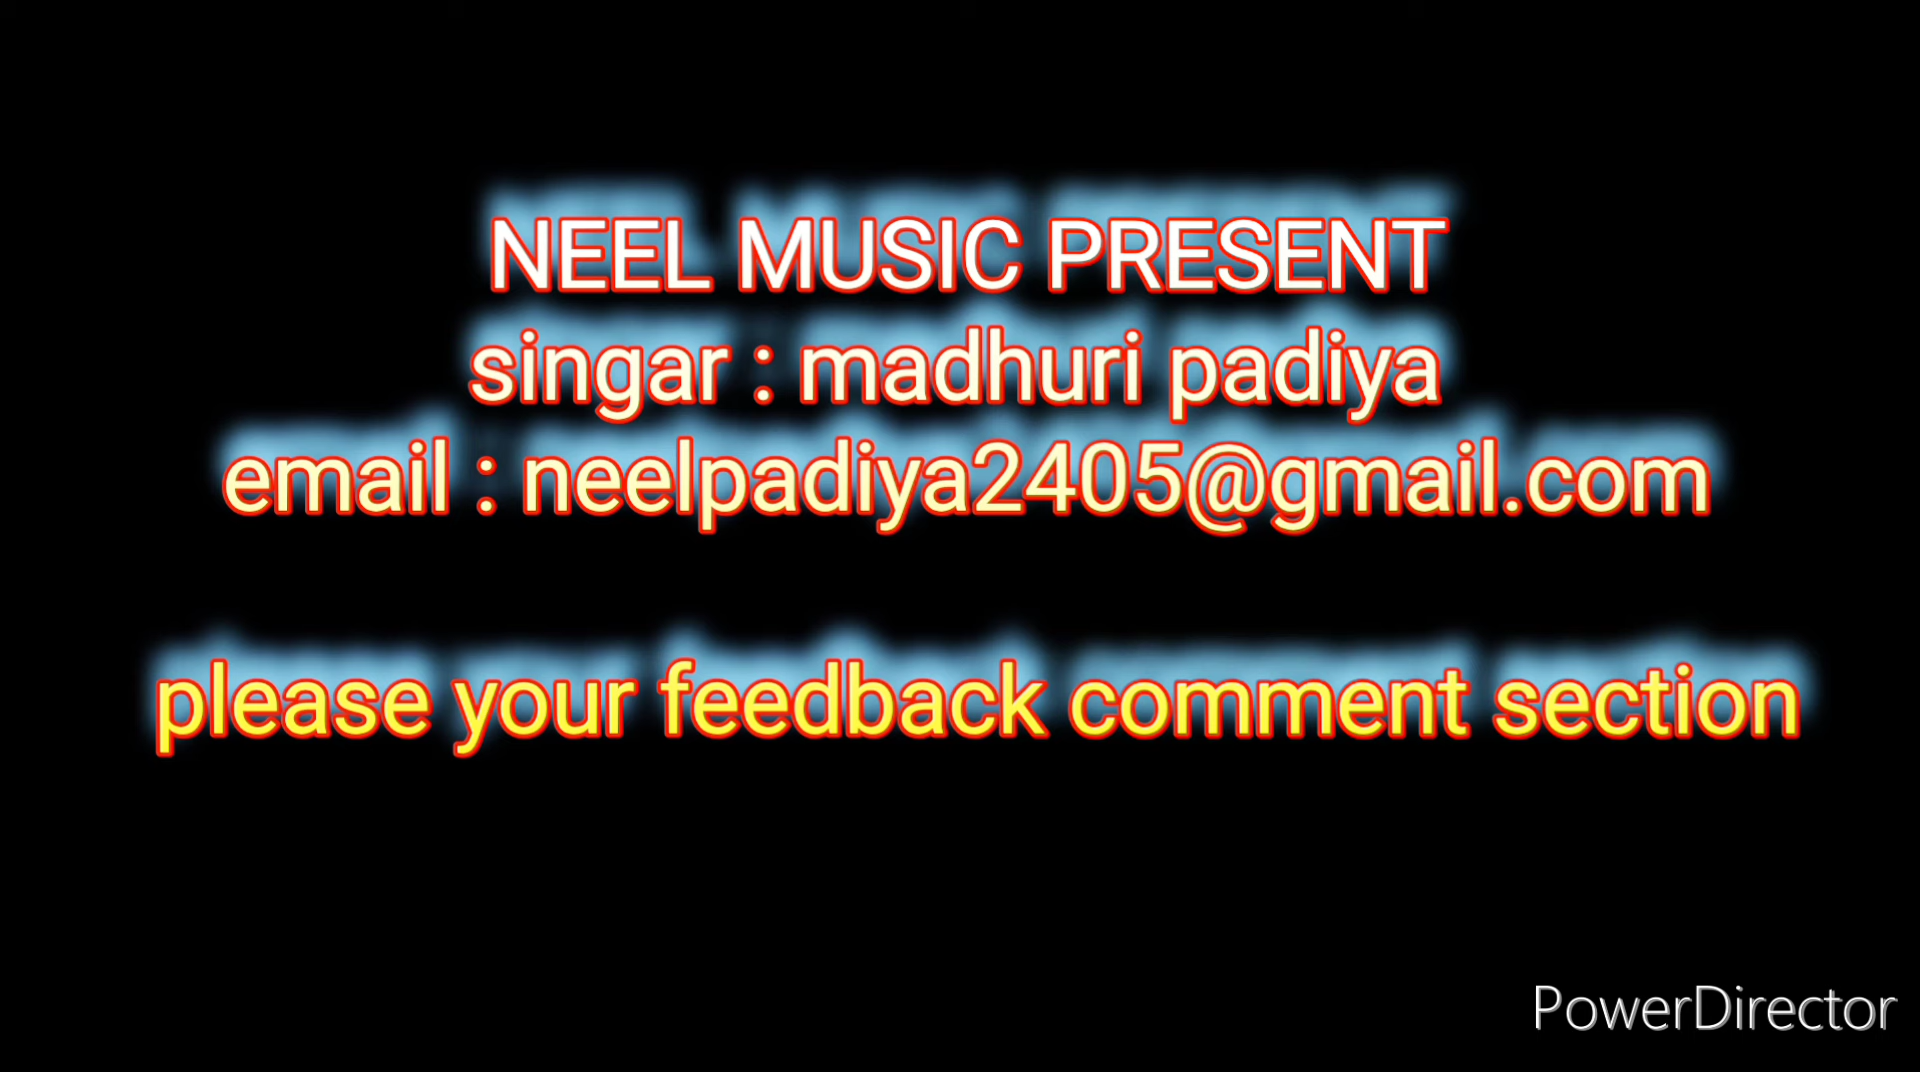 NEEL MUSIC PRESENT
singar : madhuri padiya
email : neelpadiya2405@gmail.com
please your feedback comment section
PowerDirector